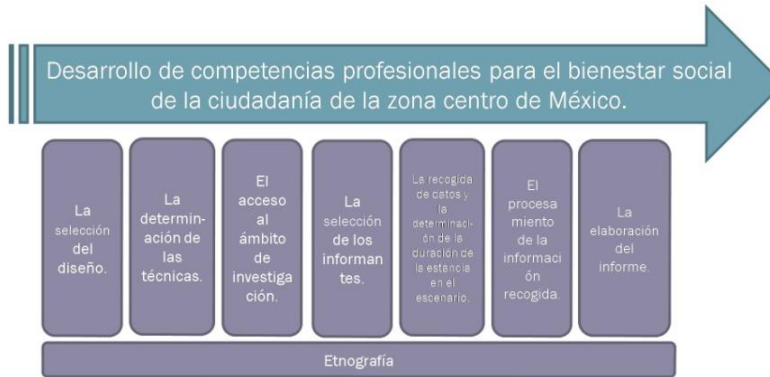 Desarrollo de competencias profesionales para el bienestar social
de la ciudadanía de la zona centro de México.
La
selección
del
diseño.
La
determin-
ación de
las
técnicas.
El
acceso
al
ámbito
de
investiga
ción.
La
selección
de los
informan
tes.
La recogida
de datos y
la
determinaci-
ón de la
duración de
la estancia
en el
escenario.
El
procesa
miento
de la
informaci
ón
recogida.
La
elaboración
del
informe.
Etnografía